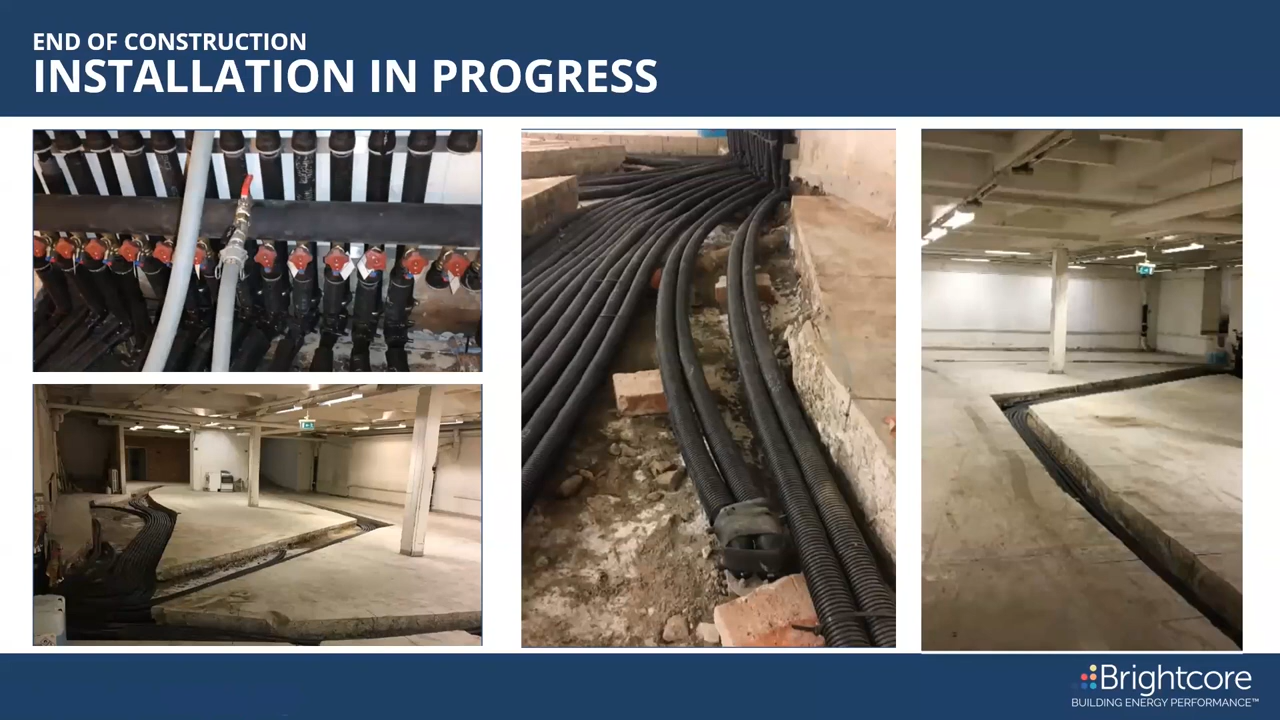 END OF CONSTRUCTION
INSTALLATION IN PROGRESS
Brightcore
BUILDING ENERGY PERFORMANCE™